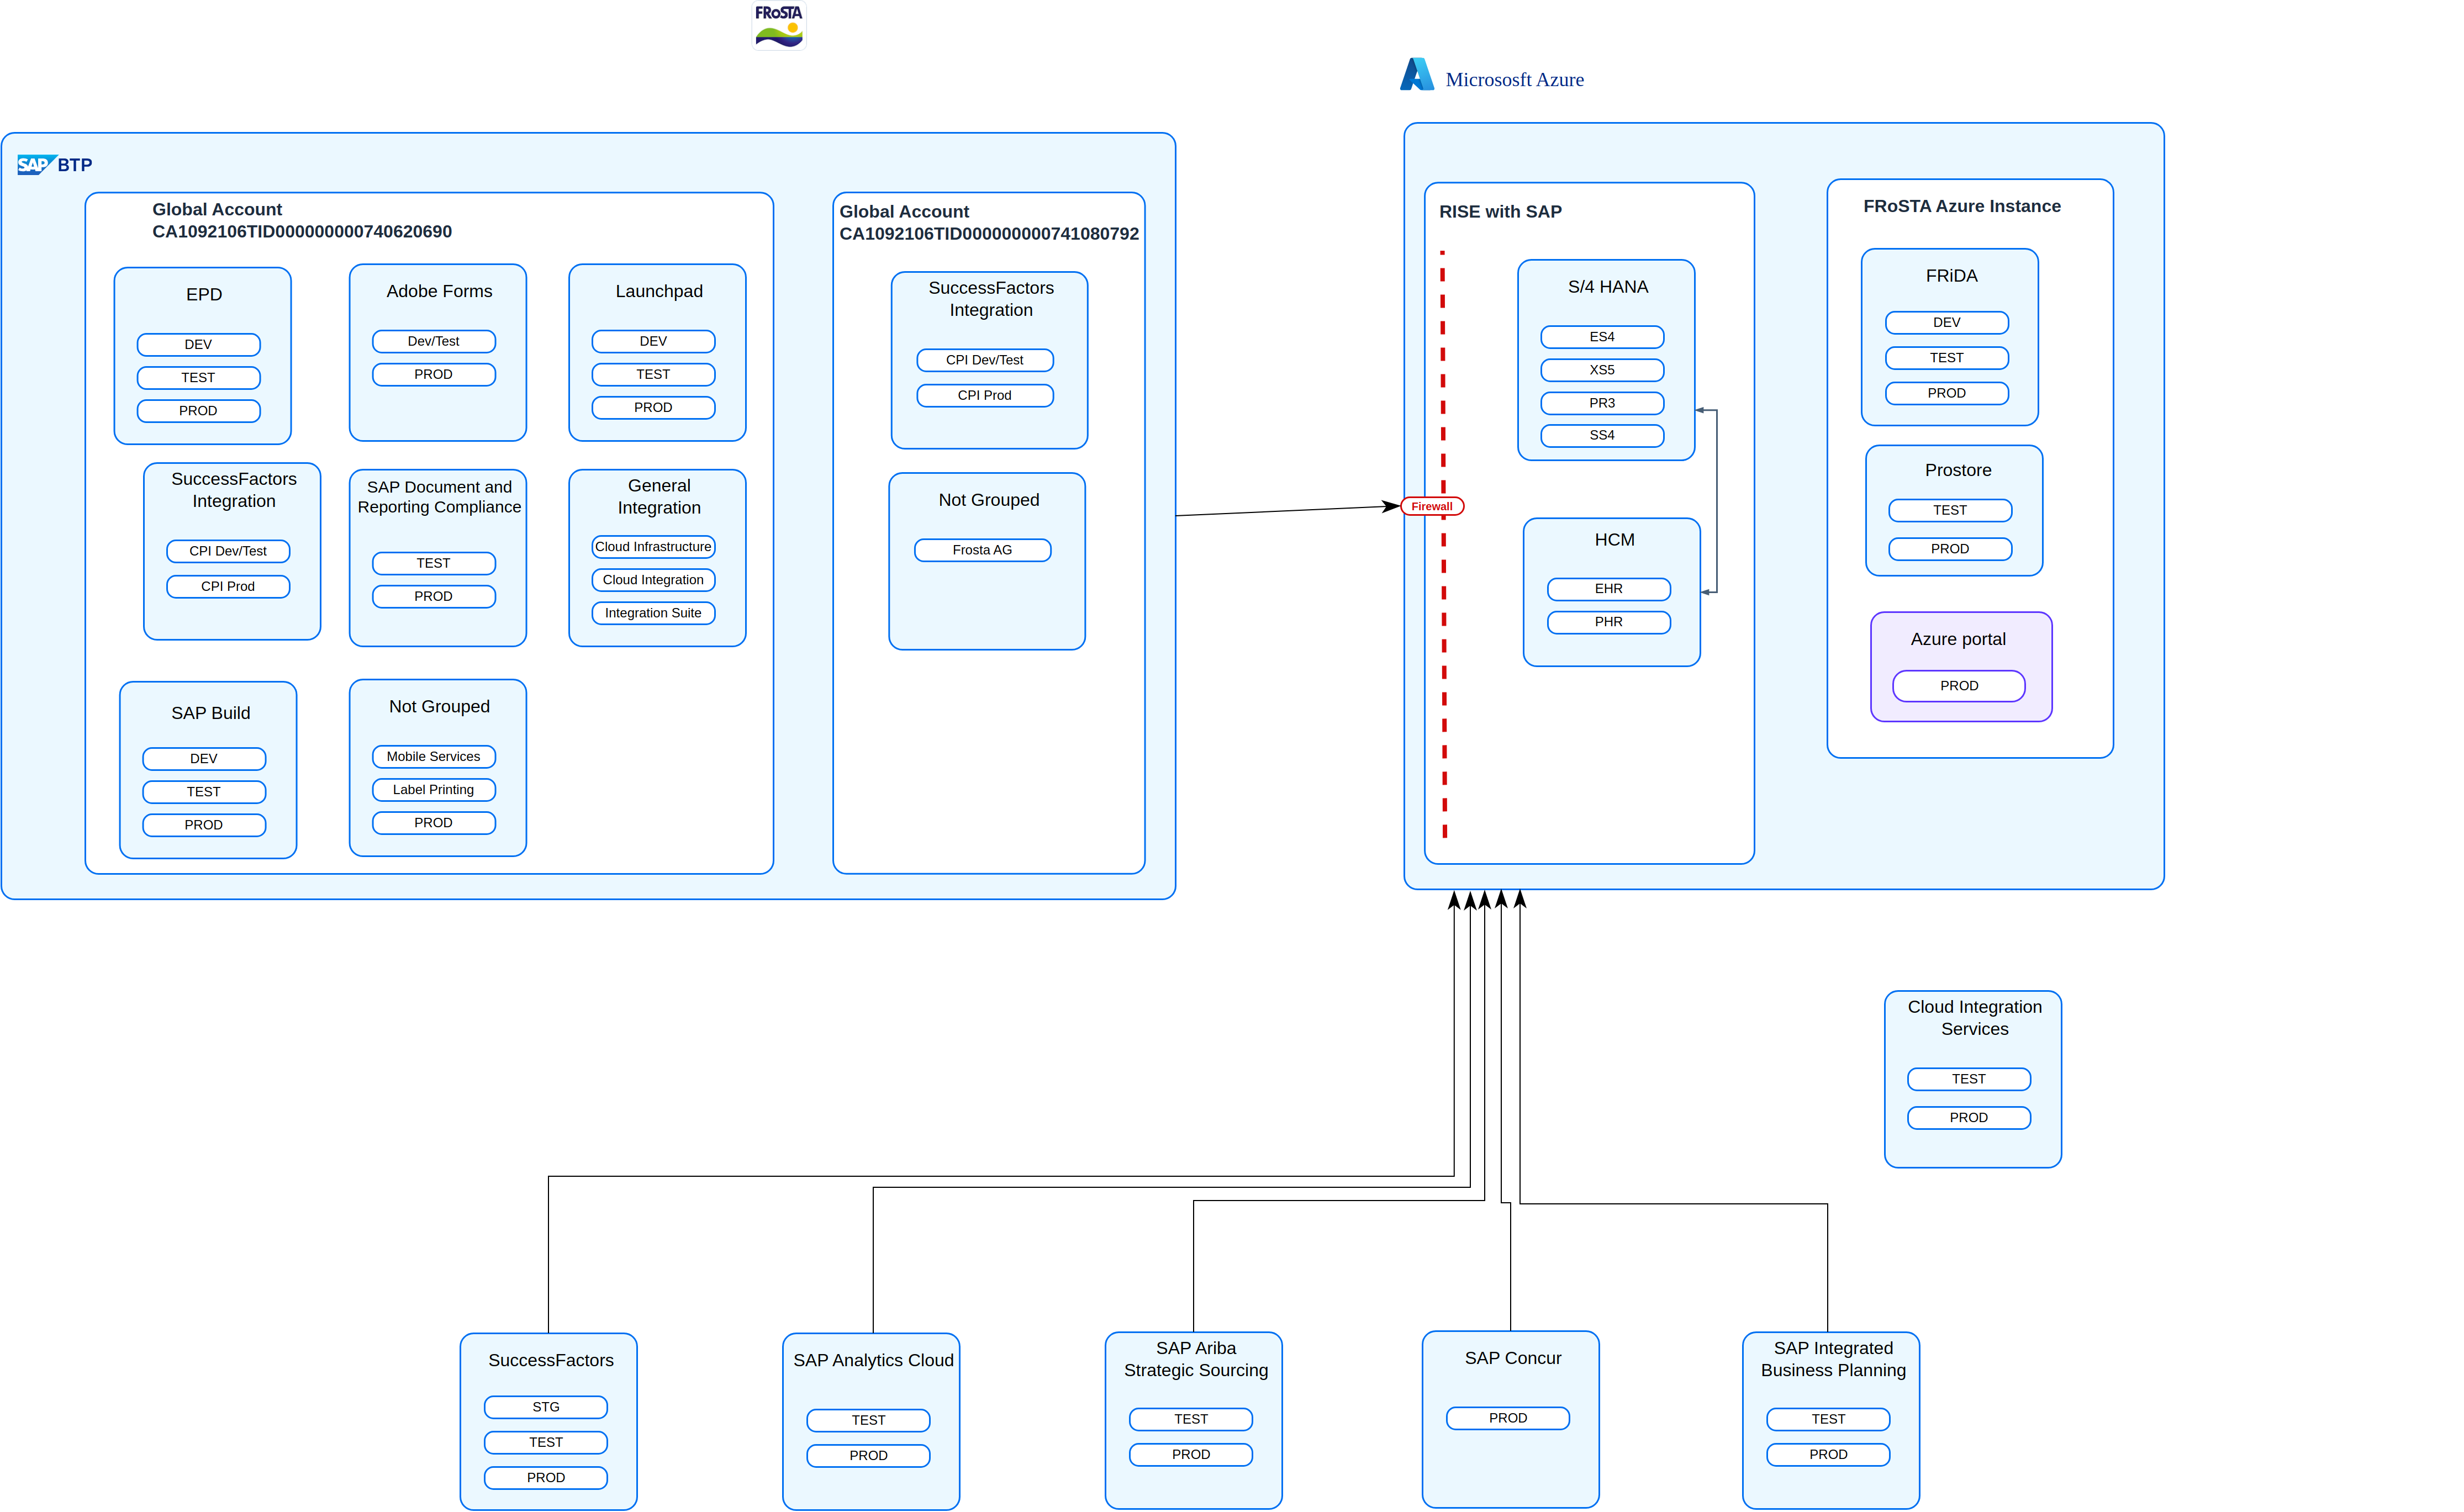 FRoSTA
Micrososft Azure
SAP BTP
Global Account
CA1092106TID000000000740620690
EPD
DEV
TEST
PROD
Adobe Forms
Dev/Test
PROD
Launchpad
DEV
TEST
PROD
SuccessFactors
Integration
CPI Dev/Test
CPI Prod
SAP Document and
Reporting Compliance
TEST
PROD
General
Integration
Cloud Infrastructure
Cloud Integration
Integration Suite
SAP Build
DEV
TEST
PROD
Not Grouped
Mobile Services
Label Printing
PROD
Global Account
CA1092106TID000000000741080792
SuccessFactors
Integration
CPI Dev/Test
CPI Prod
Not Grouped
Frosta AG
Firewall
RISE with SAP
S/4 HANA
ES4
XS5
PR3
SS4
HCM
EHR
PHR
FRoSTA Azure Instance
FRiDA
DEV
TEST
PROD
Prostore
TEST
PROD
Azure portal
PROD
Cloud Integration
Services
TEST
PROD
SuccessFactors
STG
TEST
PROD
SAP Analytics Cloud
TEST
PROD
SAP Ariba
Strategic Sourcing
TEST
PROD
SAP Concur
PROD
SAP Integrated
Business Planning
TEST
PROD